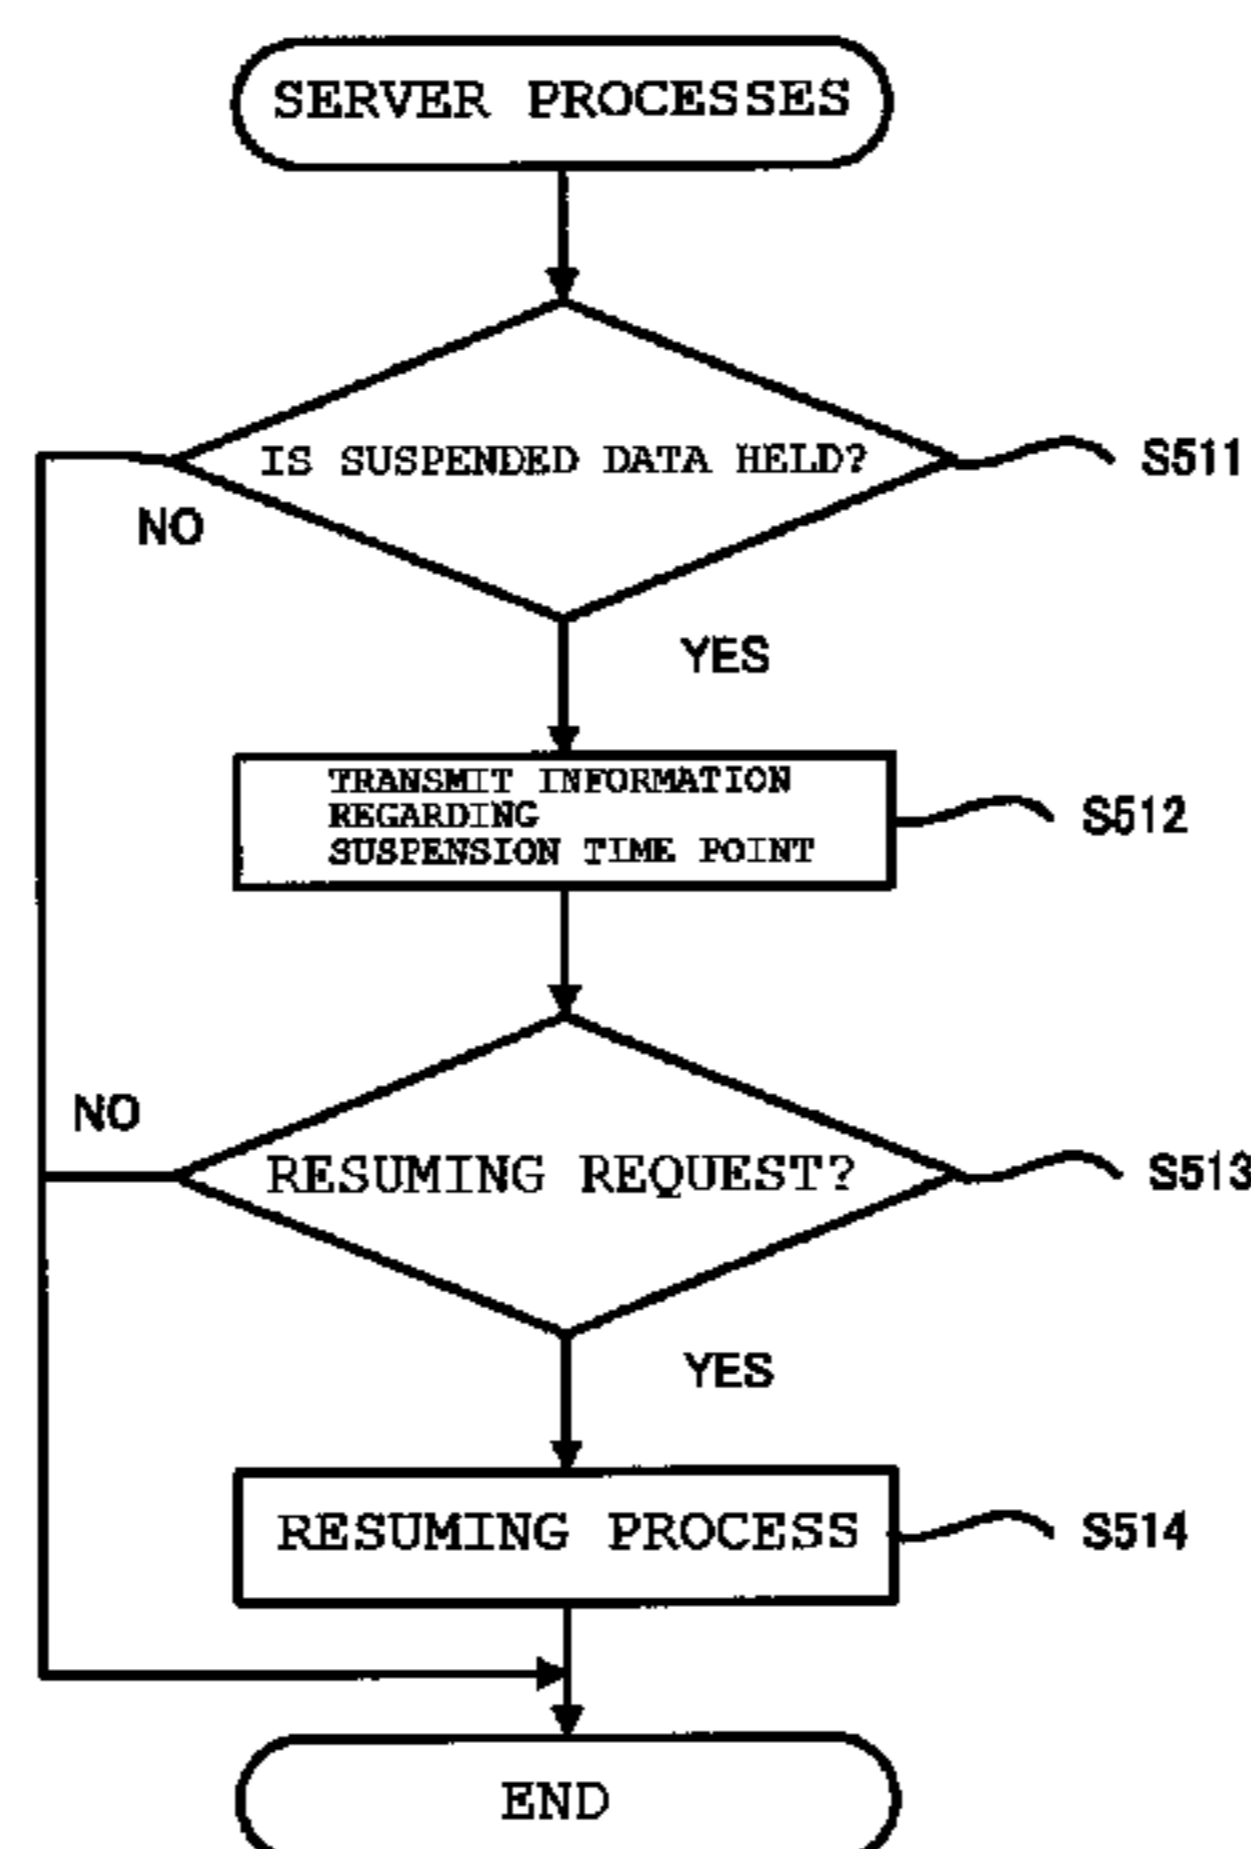 SERVER PROCESSES
IS SUSPENDED DATA HELD?
S511
NO
YES
TRANSMIT INFORMATION
REGARDING
SUSPENSION TIME POINT
S512
NO
RESUMING REQUEST?
S513
YES
RESUMING PROCESS
S514
END